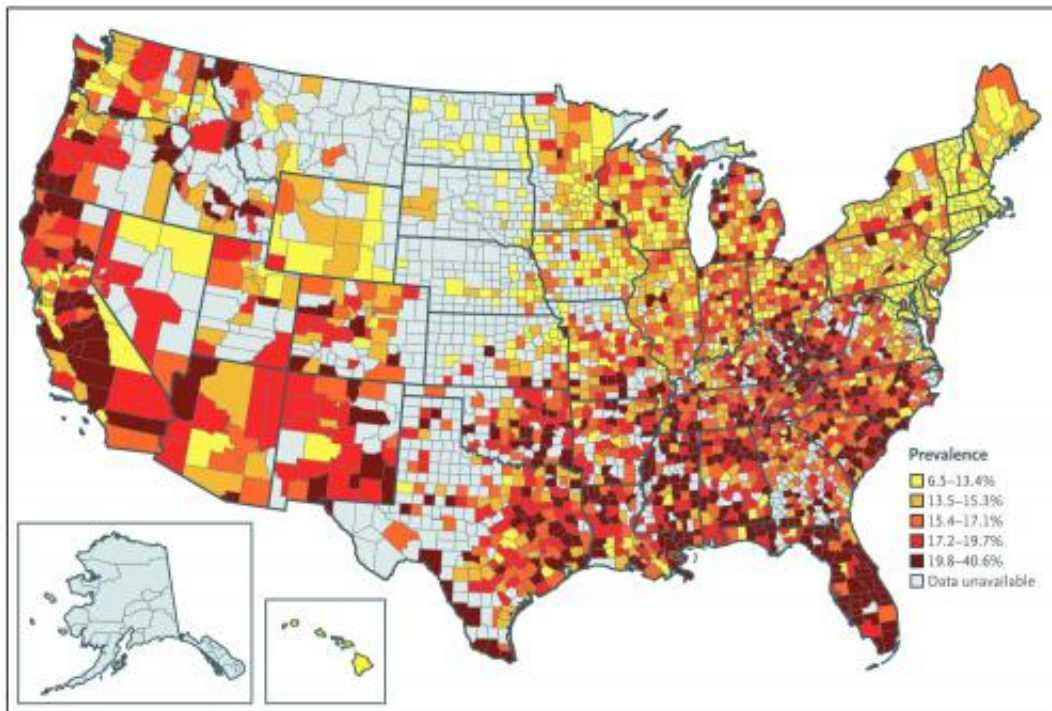 Prevalence
6.5–13.4%
13.5–15.3%
15.4–17.1%
17.2–19.7%
19.8–40.6%
Data unavailable